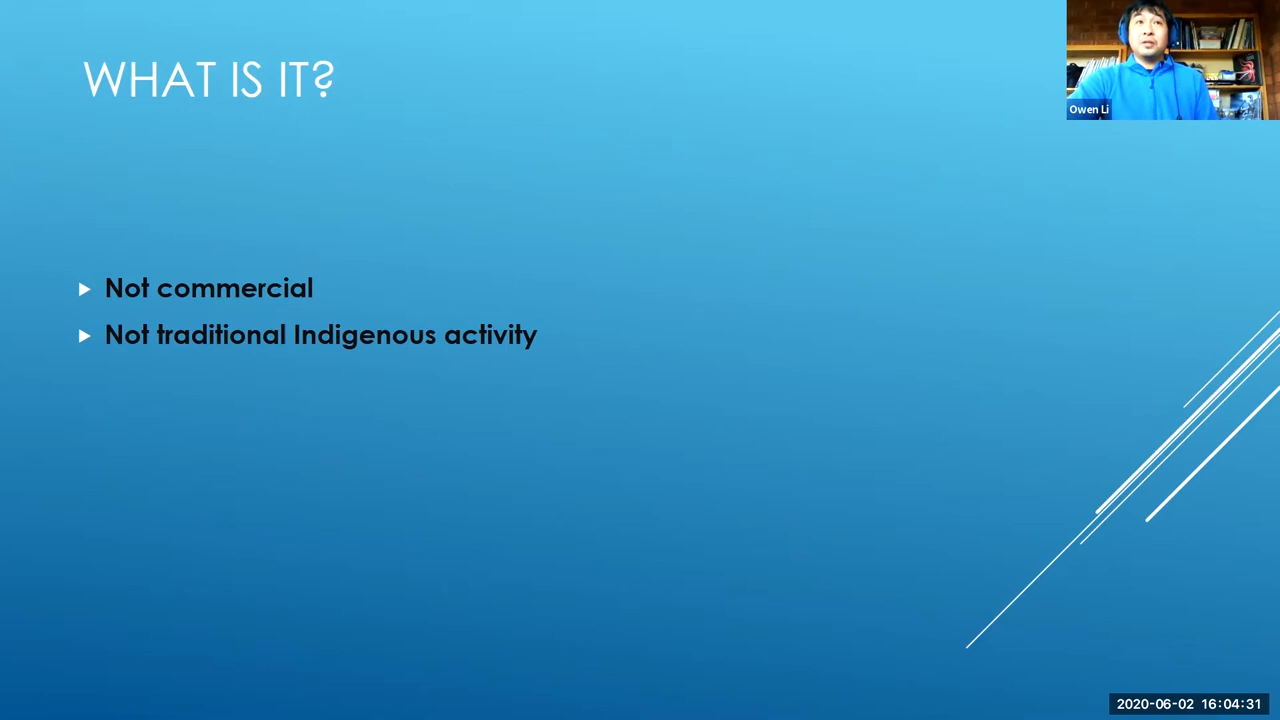 WHAT IS IT?
Owen Li
Not commercial
Not traditional Indigenous activity
2020-06-02 16:04:31